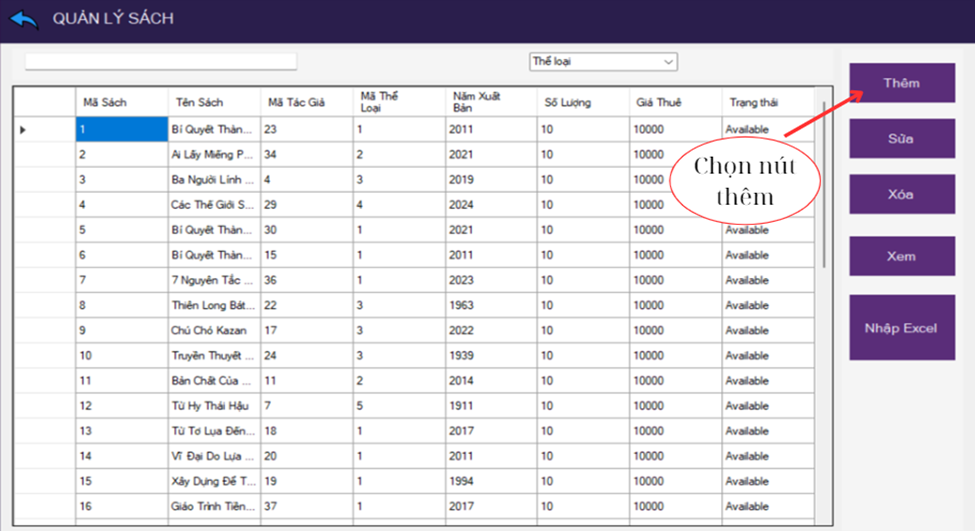 QUẢN LÝ SÁCH
Thể loại
Mã Sách Tên Sách Mã Tác Giả Mã Thể Loại Năm Xuất Bản Số Lượng Giá Thuê Trạng thái
1 Bí Quyết Thàn... 23 1 2011 10 10000 Available
2 Ai Lấy Miếng P... 34 2 2021 10 10000
3 Ba Người Lính ... 4 3 2019 10 10000
4 Các Thế Giới S... 29 4 2024 10 10000
5 Bí Quyết Thàn... 30 1 2021 10 10000 Available
6 Bí Quyết Thàn... 15 1 2011 10 10000 Available
7 7 Nguyên Tắc ... 36 1 2023 10 10000 Available
8 Thiên Long Bát... 22 3 1963 10 10000 Available
9 Chú Chó Kazan 17 3 2022 10 10000 Available
10 Truyền Thuyết ... 24 3 1939 10 10000 Available
11 Bản Chất Của ... 11 2 2014 10 10000 Available
12 Từ Hy Thái Hậu 7 5 1911 10 10000 Available
13 Từ Tơ Lụa Đến... 18 1 2017 10 10000 Available
14 Vĩ Đại Do Lựa ... 20 1 2011 10 10000 Available
15 Xây Dựng Để T... 19 1 1994 10 10000 Available
16 Giáo Trình Tiền... 37 1 2017 10 10000 Available
Thêm
Sửa
Xóa
Xem
Nhập Excel
Chọn nút
thêm